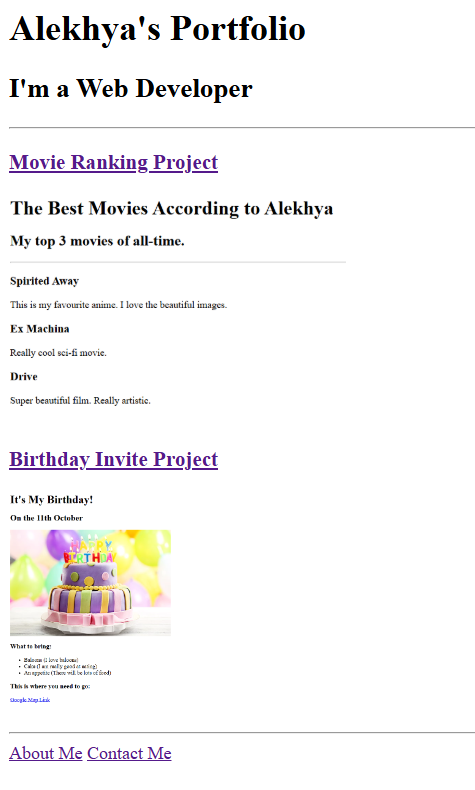 Alekhya's Portfolio
I'm a Web Developer
Movie Ranking Project
The Best Movies According to Alekhya
My top 3 movies of all-time.
Spirited Away
This is my favourite anime. I love the beautiful images.
Ex Machina
Really cool sci-fi movie.
Drive
Super beautiful film. Really artistic.
Birthday Invite Project
It's My Birthday!
On the 11th October
HAPPY
BIRTHDAY
What to bring:
Baloons (I love baloons)
Cake (I am really good at eating)
An appetite (There will be lots of food)
This is where you need to go:
Google Map Link
About Me Contact Me